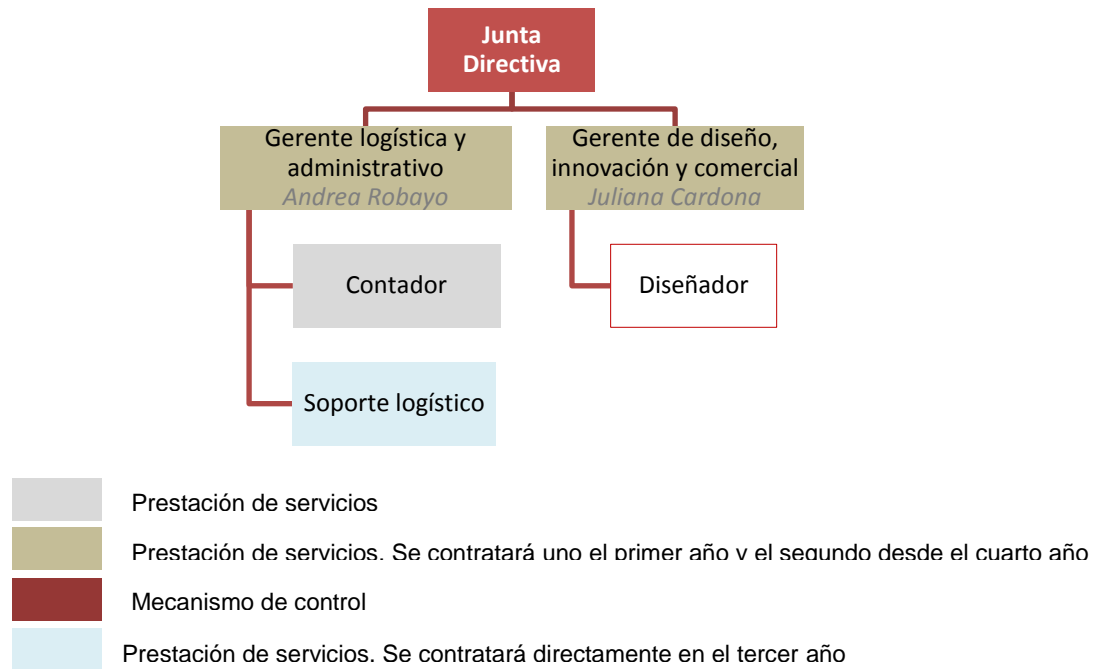 Junta
Directiva
Gerente logística y
administrativo
Andrea Robayo
Gerente de diseño,
innovación y comercial
Juliana Cardona
Contador
Diseñador
Soporte logístico
Prestación de servicios
Prestación de servicios. Se contratará uno el primer año y el segundo desde el cuarto año
Mecanismo de control
Prestación de servicios. Se contratará directamente en el tercer año